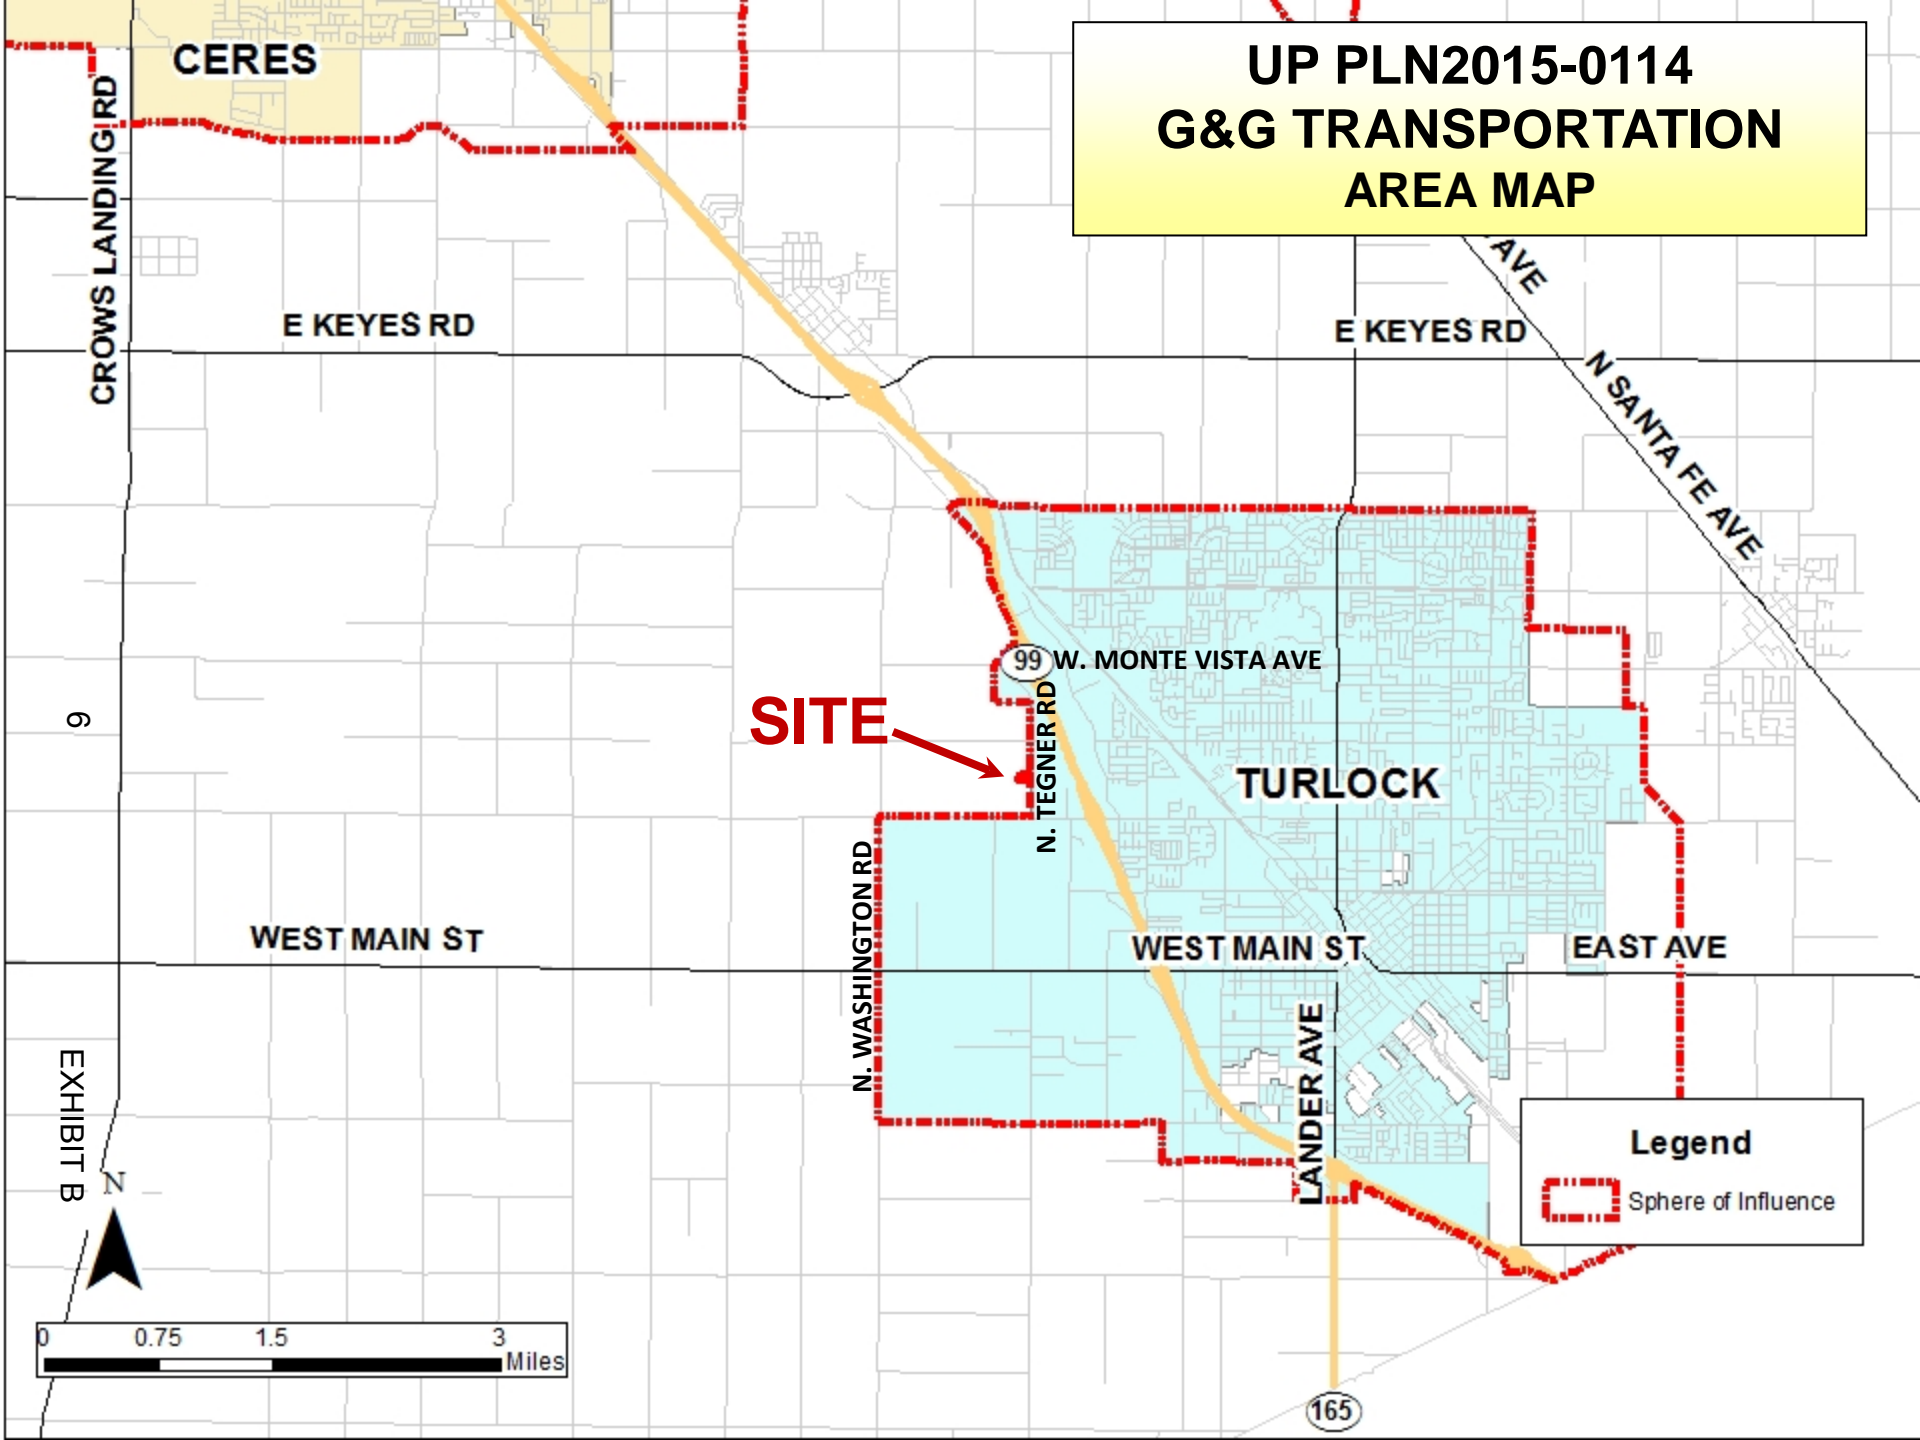 UP PLN2015-0114
G&G TRANSPORTATION
AREA MAP
CERES
CROWS LANDING RD
AVE
E KEYES RD
E KEYES RD
N SANTA FE AVE
99
W. MONTE VISTA AVE
N. TEGNER RD
SITE
TURLOCK
N. WASHINGTON RD
WEST MAIN ST
WEST MAIN ST
EAST AVE
LANDER AVE
165
9
EXHIBIT B
N
0 0.75 1.5 3
Miles
Legend
Sphere of Influence